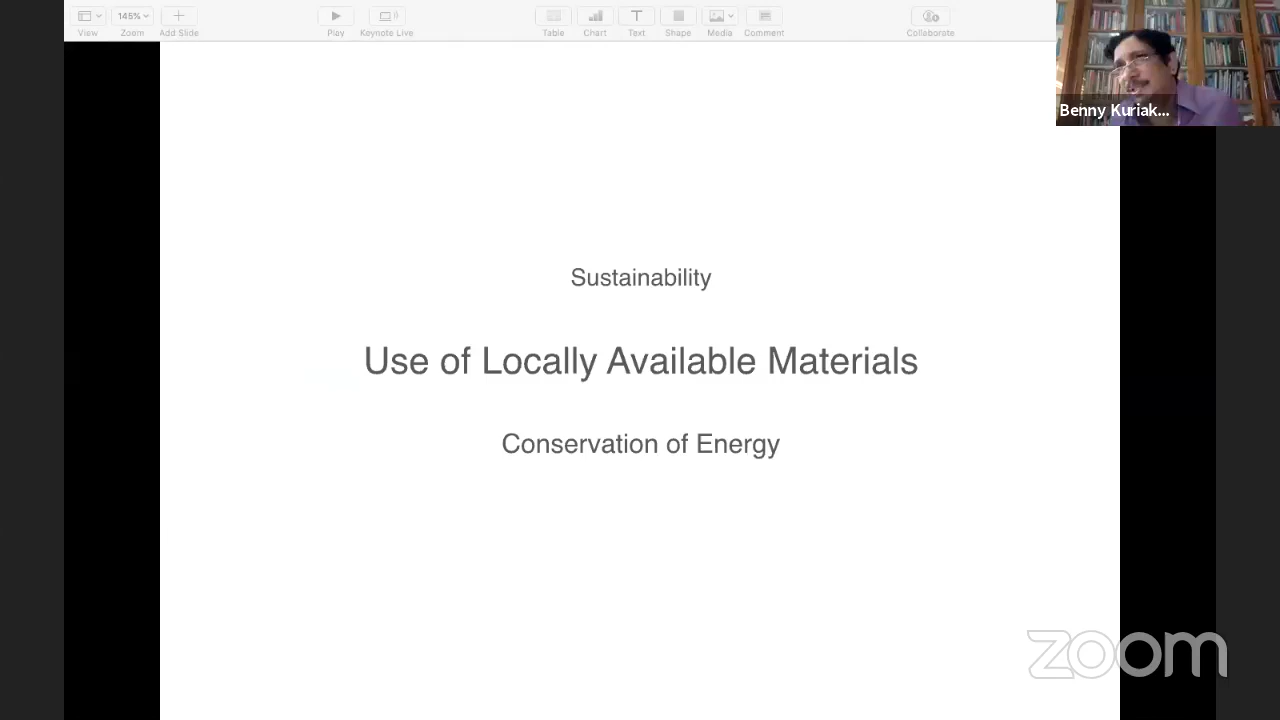 145%
View
Zoom
Add Slide
Play
Keynote Live
Table
Chart
Text
Shape
Media
Comment
Collaborate
Benny Kuriak...
Sustainability
Use of Locally Available Materials
Conservation of Energy
zoom